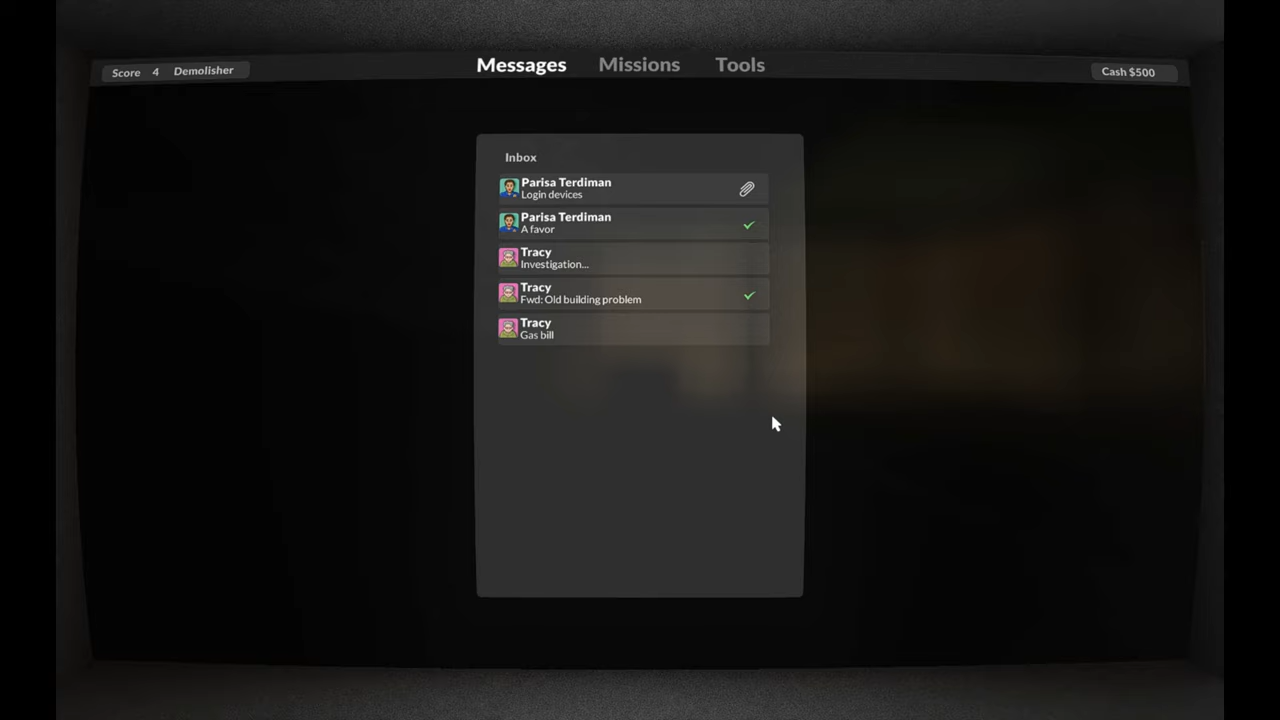 Score 4 Demolisher
Messages Missions Tools
Cash $500
Inbox
Parisa Terdiman
Login devices
Parisa Terdiman
A favor
Tracy
Investigation...
Tracy
Fwd: Old building problem
Tracy
Gas bill